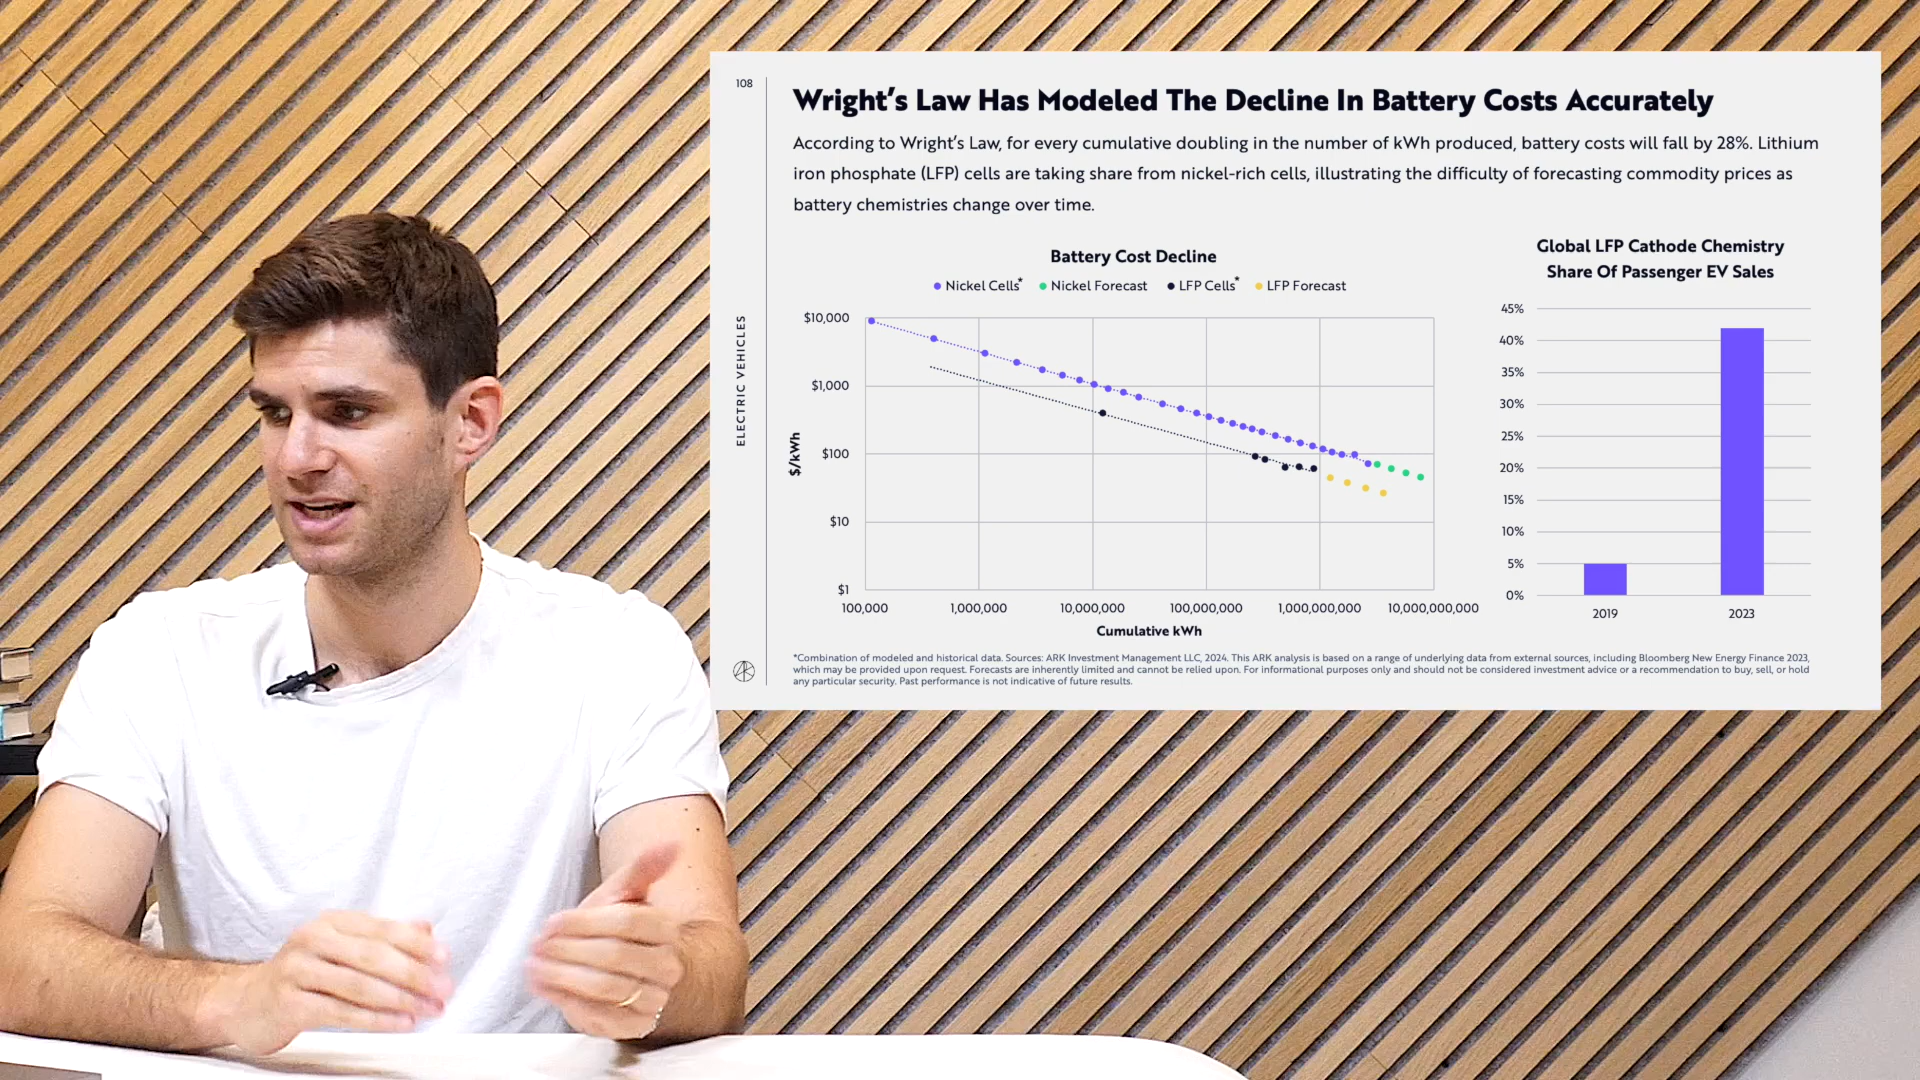 108
Wright's Law Has Modeled The Decline In Battery Costs Accurately
According to Wright's Law, for every cumulative doubling in the number of kWh produced, battery costs will fall by 28%. Lithium
iron phosphate (LFP) cells are taking share from nickel-rich cells, illustrating the difficulty of forecasting commodity prices as
battery chemistries change over time.
ELECTRIC VEHICLES
Battery Cost Decline
Nickel Cells* Nickel Forecast LFP Cells* LFP Forecast
$/kWh
$10,000
$1,000
$100
$10
$1
100,000 1,000,000 10,000,000 100,000,000 1,000,000,000 10,000,000,000
Cumulative kWh
Global LFP Cathode Chemistry
Share Of Passenger EV Sales
45%
40%
35%
30%
25%
20%
15%
10%
5%
0%
2019 2023
*Combination of modeled and historical data. Sources: ARK Investment Management LLC, 2024. This ARK analysis is based on a range of underlying data from external sources, including Bloomberg New Energy Finance 2023,
which may be provided upon request. Forecasts are inherently limited and cannot be relied upon. For informational purposes only and should not be considered investment advice or a recommendation to buy, sell, or hold
any particular security. Past performance is not indicative of future results.